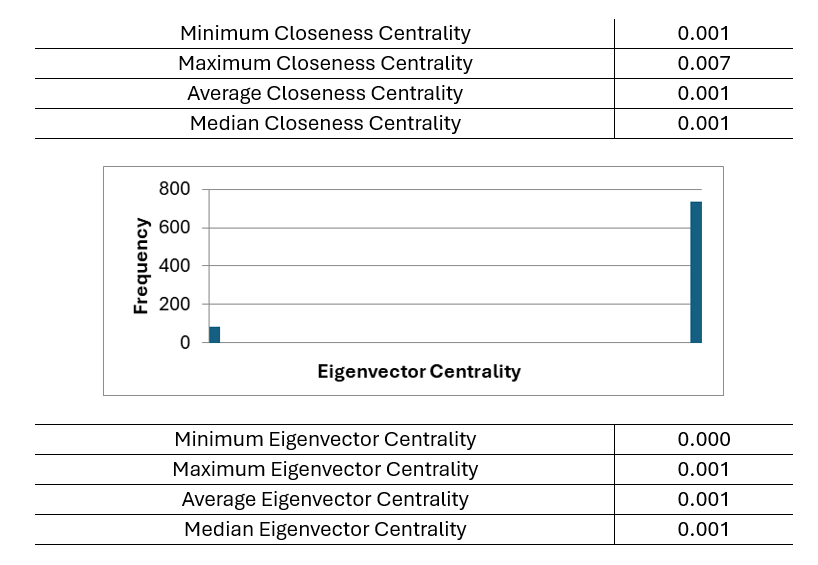 Minimum Closeness Centrality 0.001
Maximum Closeness Centrality 0.007
Average Closeness Centrality 0.001
Median Closeness Centrality 0.001
800
600
400
200
0
Frequency
Eigenvector Centrality
Minimum Eigenvector Centrality 0.000
Maximum Eigenvector Centrality 0.001
Average Eigenvector Centrality 0.001
Median Eigenvector Centrality 0.001